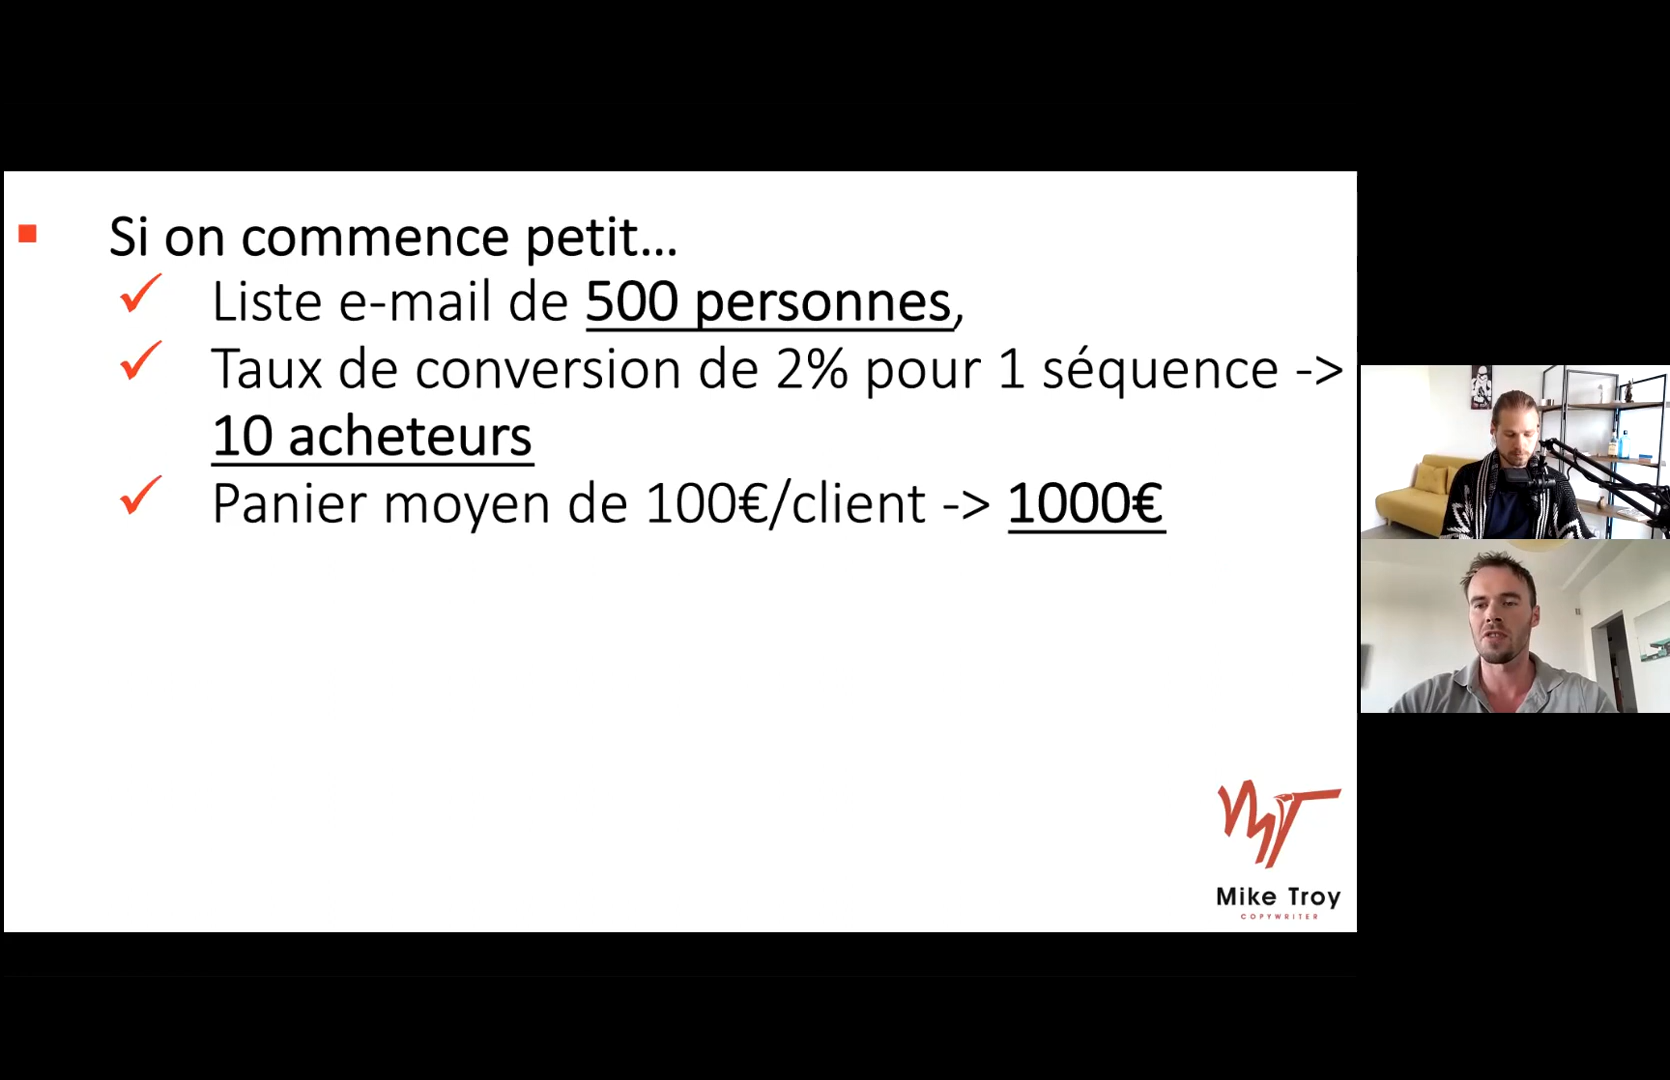 Si on commence petit...
Liste e-mail de 500 personnes,
Taux de conversion de 2% pour 1 séquence ->
10 acheteurs
Panier moyen de 100€/client -> 1000€
Mike Troy
COPYWRITER